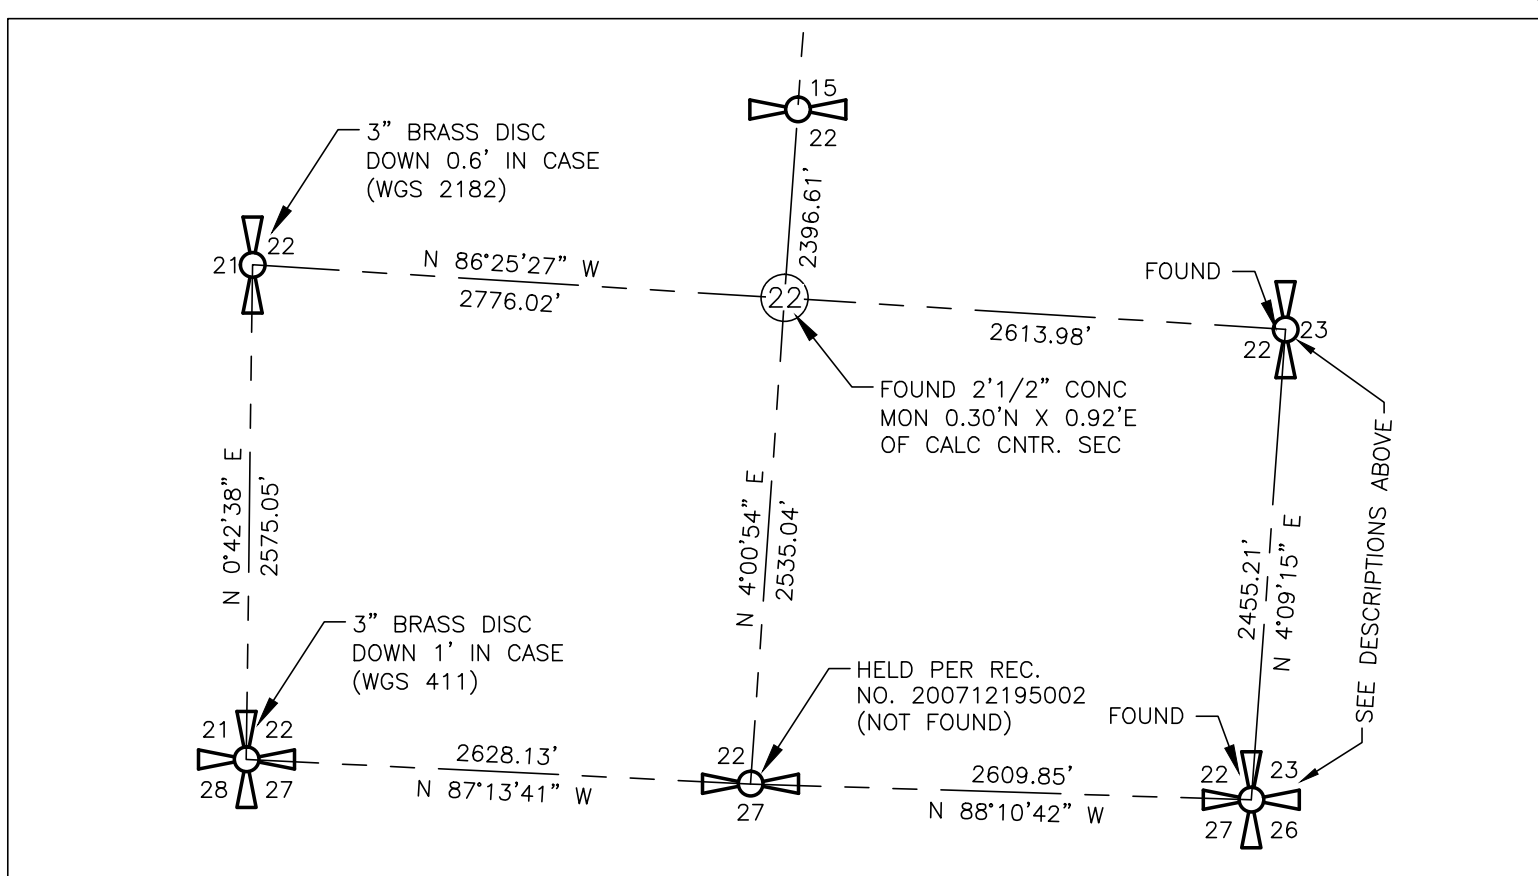 15
22
3” BRASS DISC
DOWN 0.6’ IN CASE
(WGS 2182)
2396.61’
22
21
N 86°25’27” W
2776.02’
22
FOUND
2613.98’
23
22
FOUND 2’1/2” CONC
MON 0.30’N X 0.92’E
OF CALC CNTR. SEC
SEE DESCRIPTIONS ABOVE
N 0°42’38” E
2575.05’
N 4°00’54” E
2535.04’
2455.21’
N 4°09’15” E
3” BRASS DISC
DOWN 1’ IN CASE
(WGS 411)
HELD PER REC.
NO. 200712195002
(NOT FOUND)
FOUND
21 22
28 27
2628.13’
N 87°13’41” W
22
27
2609.85’
N 88°10’42” W
22 23
27 26